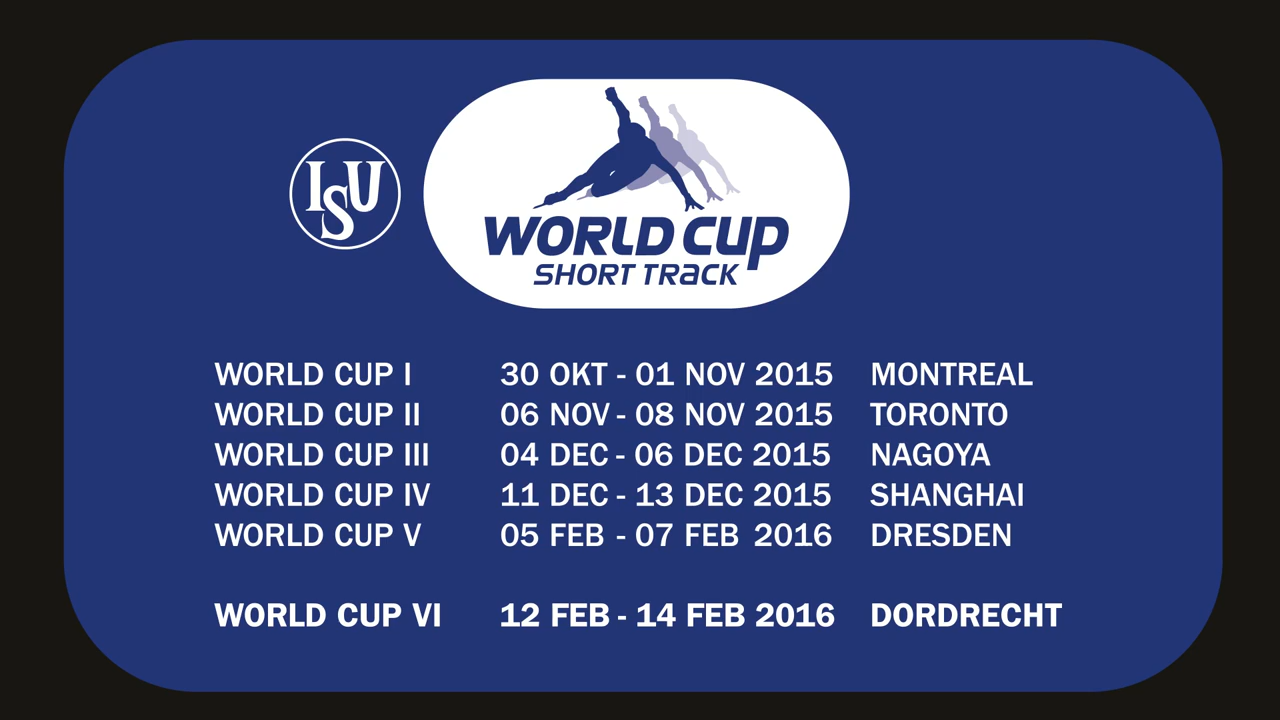 ISU
WORLD CUP
SHORT TRACK
WORLD CUP I 30 OKT - 01 NOV 2015 MONTREAL
WORLD CUP II 06 NOV - 08 NOV 2015 TORONTO
WORLD CUP III 04 DEC - 06 DEC 2015 NAGOYA
WORLD CUP IV 11 DEC - 13 DEC 2015 SHANGHAI
WORLD CUP V 05 FEB - 07 FEB 2016 DRESDEN
WORLD CUP VI 12 FEB - 14 FEB 2016 DORDRECHT